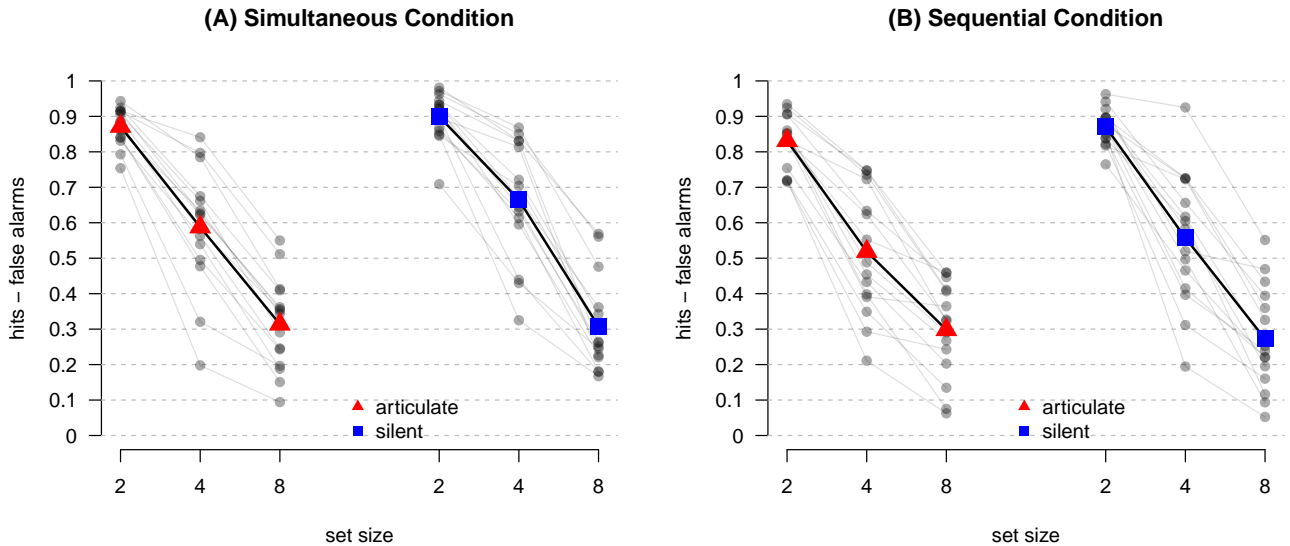 (A) Simultaneous Condition
hits − false alarms
1
0.9
0.8
0.7
0.6
0.5
0.4
0.3
0.2
0.1
0
articulate
silent
2 4 8 2 4 8
set size
(B) Sequential Condition
hits − false alarms
1
0.9
0.8
0.7
0.6
0.5
0.4
0.3
0.2
0.1
0
articulate
silent
2 4 8 2 4 8
set size